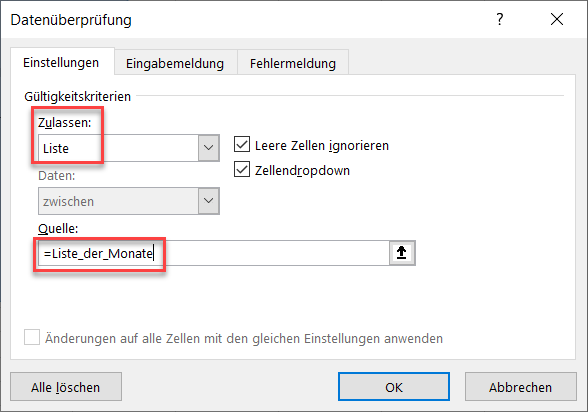 Datenüberprüfung
Einstellungen Eingabemeldung Fehlermeldung
Gültigkeitskriterien
Zulassen:
Liste
Leere Zellen ignorieren
Daten:
Zellendropdown
zwischen
Quelle:
=Liste_der_Monate
Änderungen auf alle Zellen mit den gleichen Einstellungen anwenden
Alle löschen OK Abbrechen